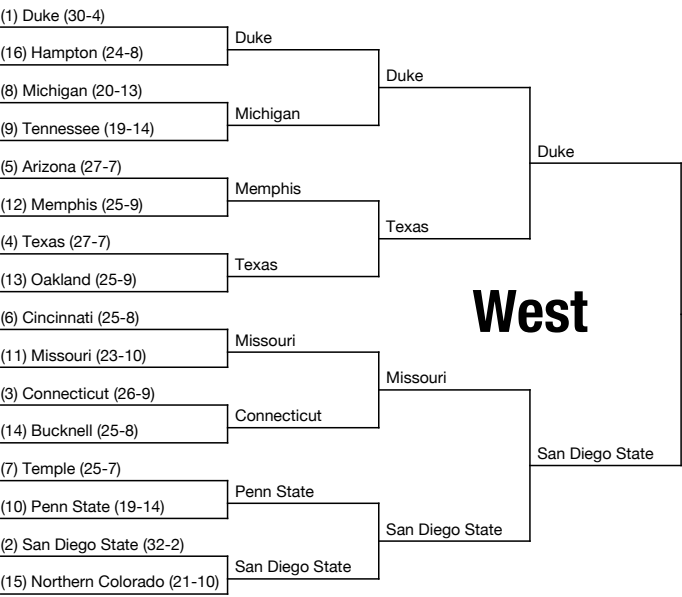 (1) Duke (30-4)
(16) Hampton (24-8)
(8) Michigan (20-13)
(9) Tennessee (19-14)
(5) Arizona (27-7)
(12) Memphis (25-9)
(4) Texas (27-7)
(13) Oakland (25-9)
(6) Cincinnati (25-8)
(11) Missouri (23-10)
(3) Connecticut (26-9)
(14) Bucknell (25-8)
(7) Temple (25-7)
(10) Penn State (19-14)
(2) San Diego State (32-2)
(15) Northern Colorado (21-10)
Duke
Michigan
Memphis
Texas
Missouri
Connecticut
Penn State
San Diego State
Duke
Texas
Missouri
San Diego State
Duke
San Diego State
West